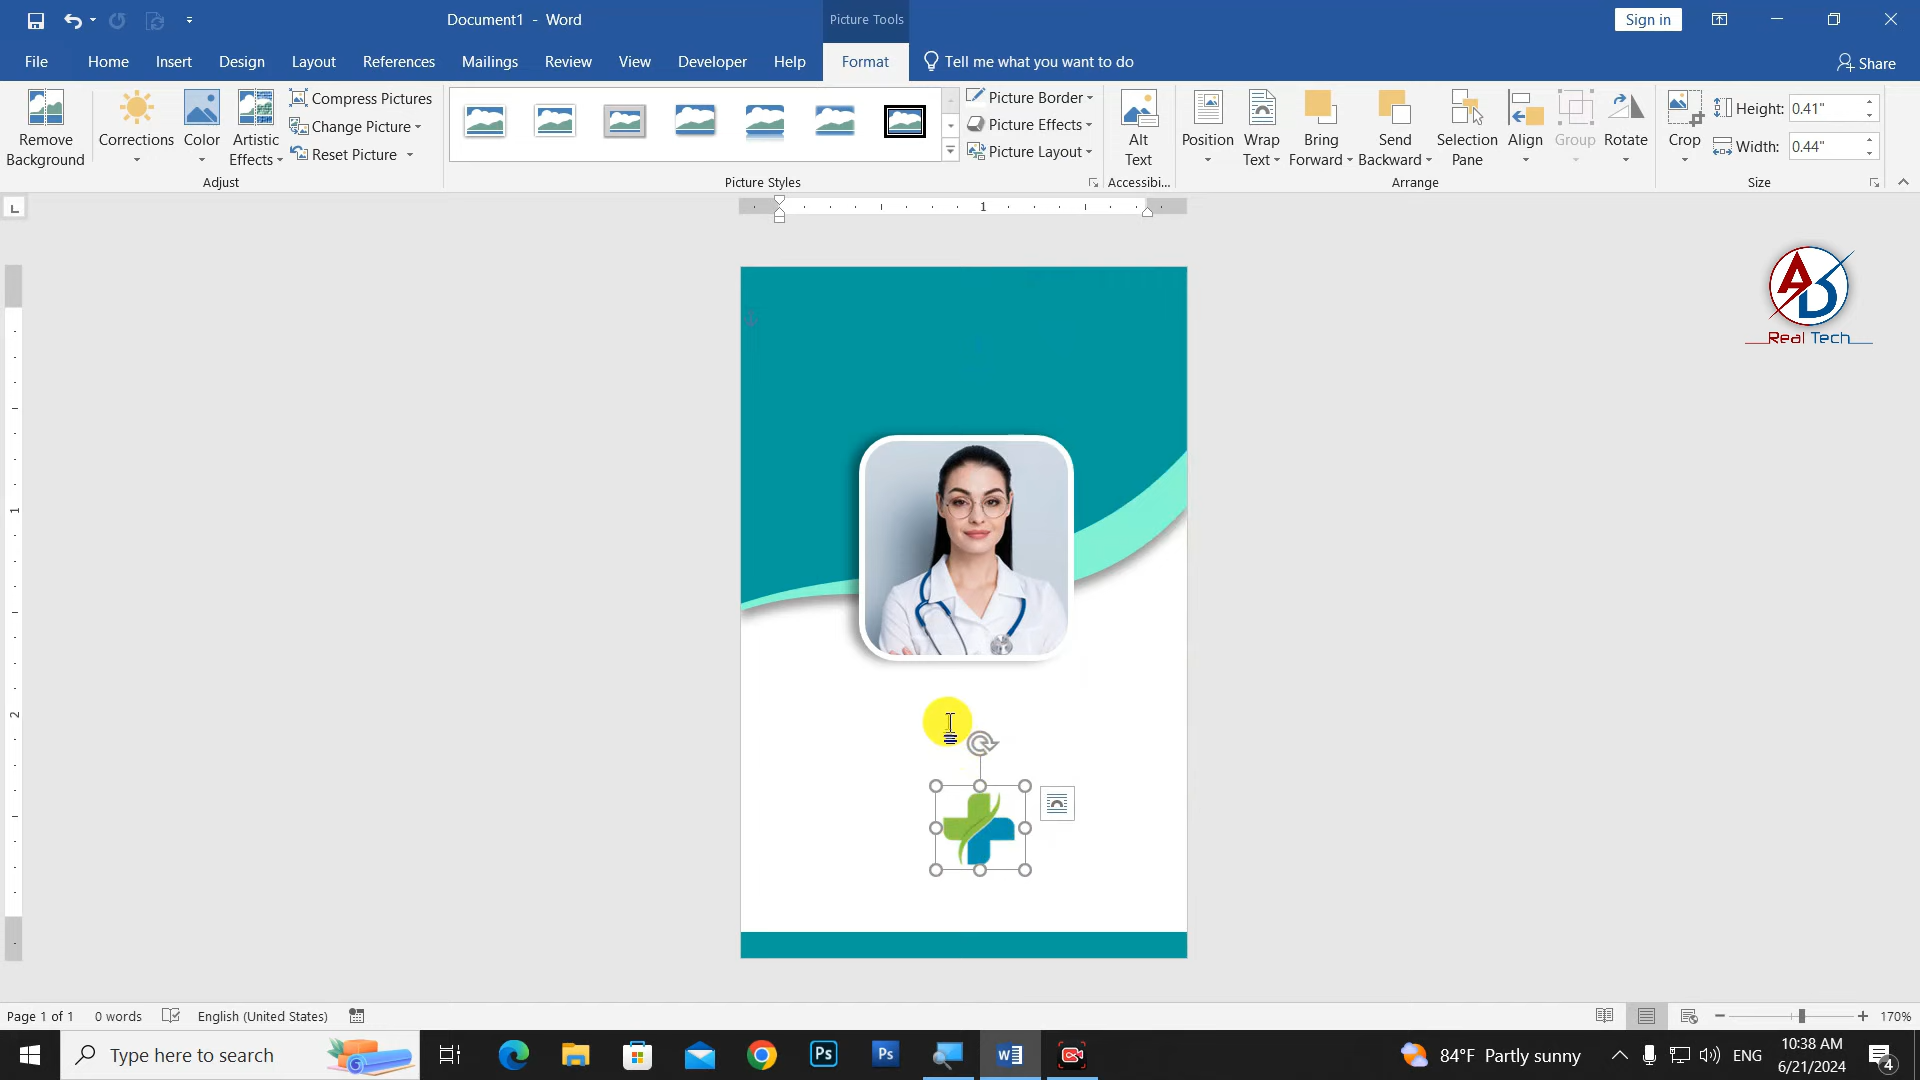 Document1 - Word
Picture Tools
Sign in
File
Home
Insert
Design
Layout
References
Mailings
Review
View
Developer
Help
Format
Tell me what you want to do
Share
Remove Background
Corrections
Color
Artistic Effects
Compress Pictures
Change Picture
Reset Picture
Adjust
Picture Styles
Picture Border
Picture Effects
Picture Layout
Alt Text
Accessibi...
Position
Wrap Text
Bring Forward
Send Backward
Selection Pane
Align
Group
Rotate
Arrange
Crop
Height: 0.41"
Width: 0.44"
Size
1
AD
Real Tech
1
2
Page 1 of 1
0 words
English (United States)
170%
Type here to search
Ps
Ps
84°F Partly sunny
ENG
10:38 AM
6/21/2024
4